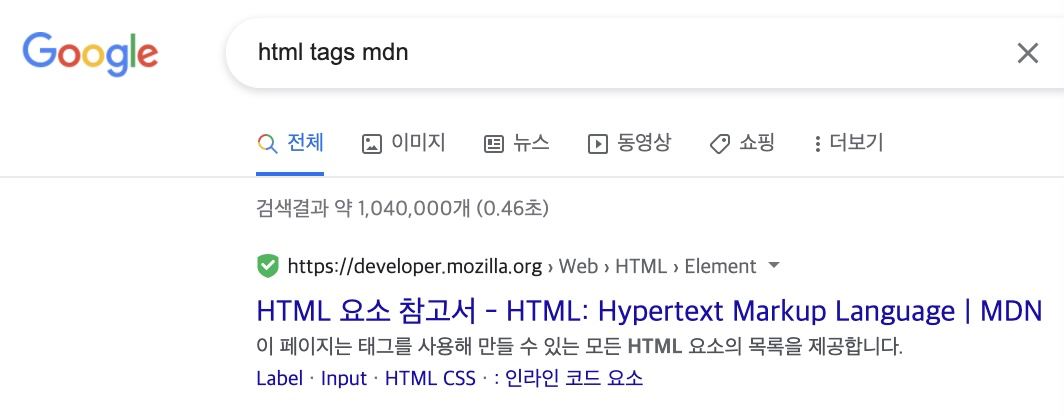 Google html tags mdn
전체 이미지 뉴스 동영상 쇼핑 더보기
검색결과 약 1,040,000개 (0.46초)
https://developer.mozilla.org › Web › HTML › Element
HTML 요소 참고서 - HTML: Hypertext Markup Language | MDN
이 페이지는 태그를 사용해 만들 수 있는 모든 HTML 요소의 목록을 제공합니다.
Label · Input · HTML CSS · : 인라인 코드 요소